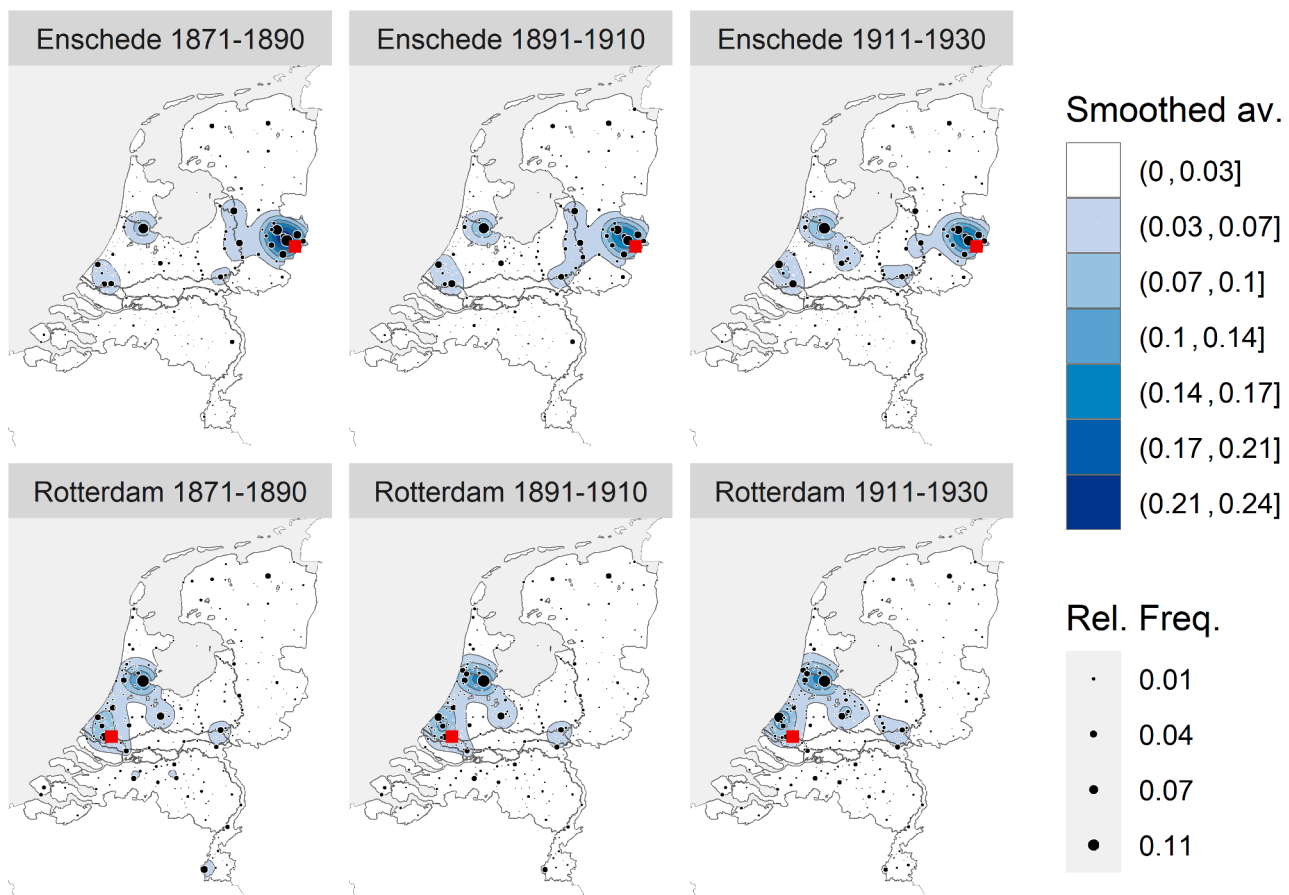 Enschede 1871-1890
Enschede 1891-1910
Enschede 1911-1930
Rotterdam 1871-1890
Rotterdam 1891-1910
Rotterdam 1911-1930
Smoothed av.
(0, 0.03]
(0.03, 0.07]
(0.07, 0.1]
(0.1, 0.14]
(0.14, 0.17]
(0.17, 0.21]
(0.21, 0.24]
Rel. Freq.
0.01
0.04
0.07
0.11